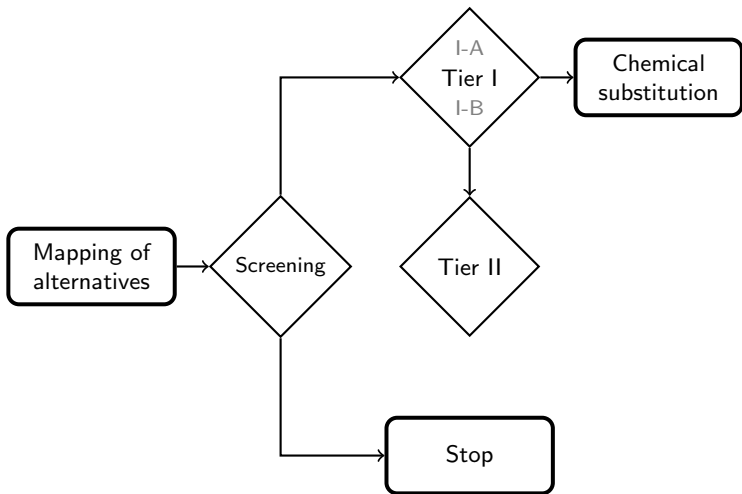 I-A
Tier I
I-B
Chemical
substitution
Mapping of
alternatives
Screening
Tier II
Stop